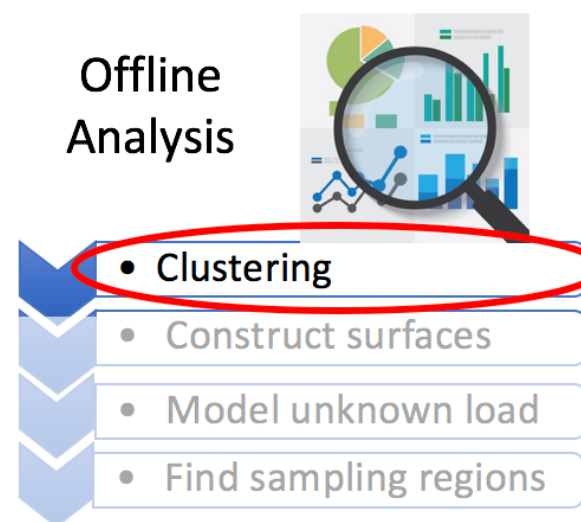 Offline
Analysis
• Clustering
• Construct surfaces
• Model unknown load
• Find sampling regions